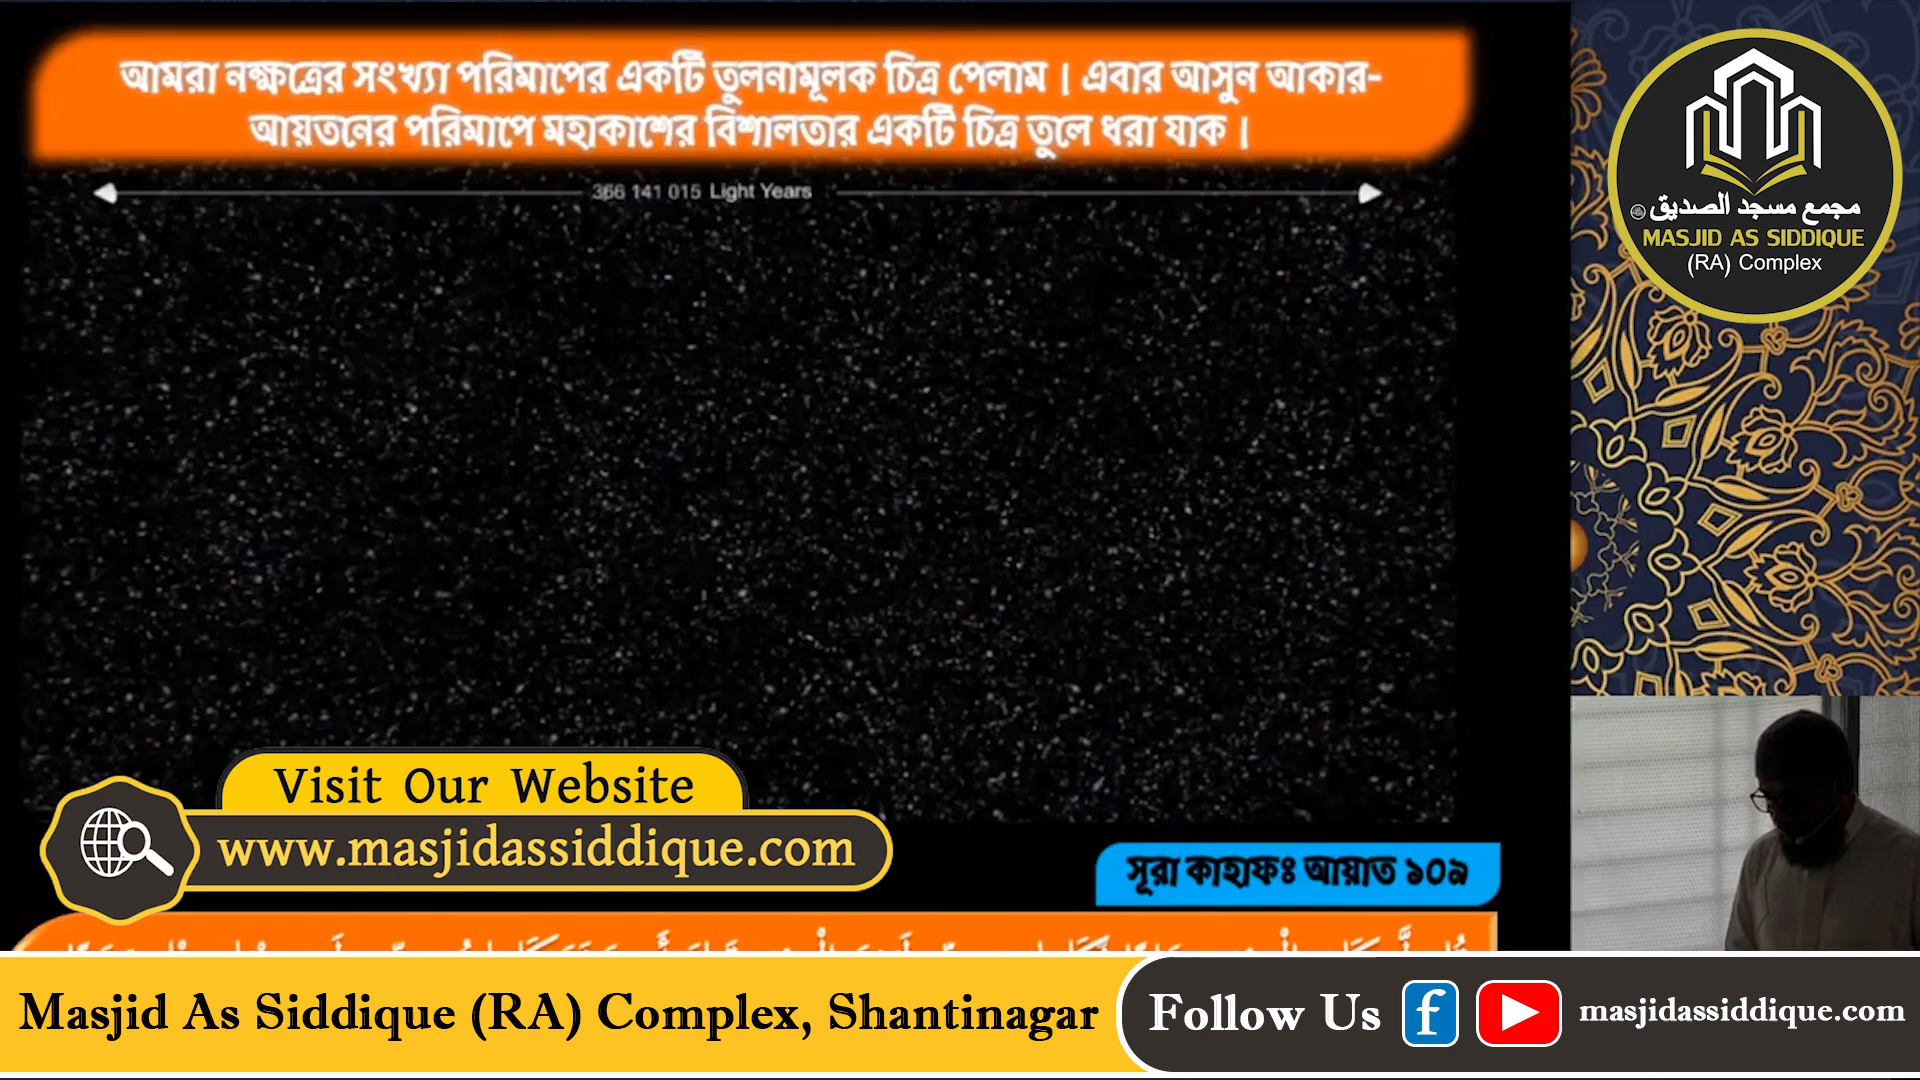 আমরা নক্ষত্রের সংখ্যা পরিমাপের একটি তুলনামূলক চিত্র পেলাম। এবার আসুন আকার-
আয়তনের পরিমাপে মহাকাশের বিশালতার একটি চিত্র তুলে ধরা যাক।
366 141 015 Light Years
مجمع مسجد الصديق
MASJID AS SIDDIQUE
(RA) Complex
Visit Our Website
www.masjidassiddique.com
সূরা কাহাফঃ আয়াত ১০৯
Masjid As Siddique (RA) Complex, Shantinagar
Follow Us
masjidassiddique.com